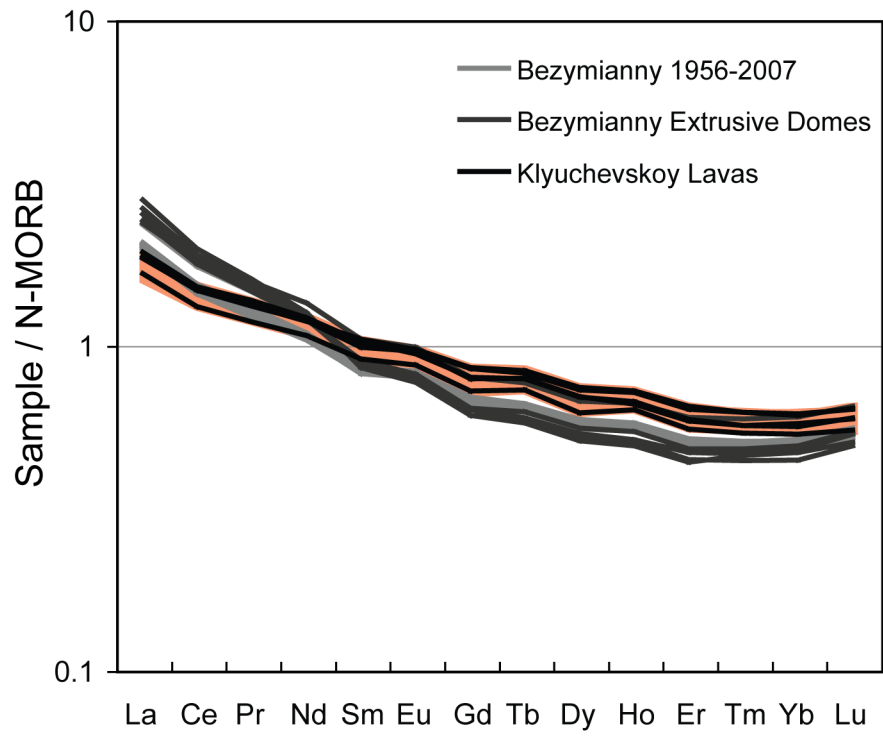 10
Bezymianny 1956-2007
Bezymianny Extrusive Domes
Klyuchevskoy Lavas
Sample / N-MORB
1
0.1
La Ce Pr Nd Sm Eu Gd Tb Dy Ho Er Tm Yb Lu